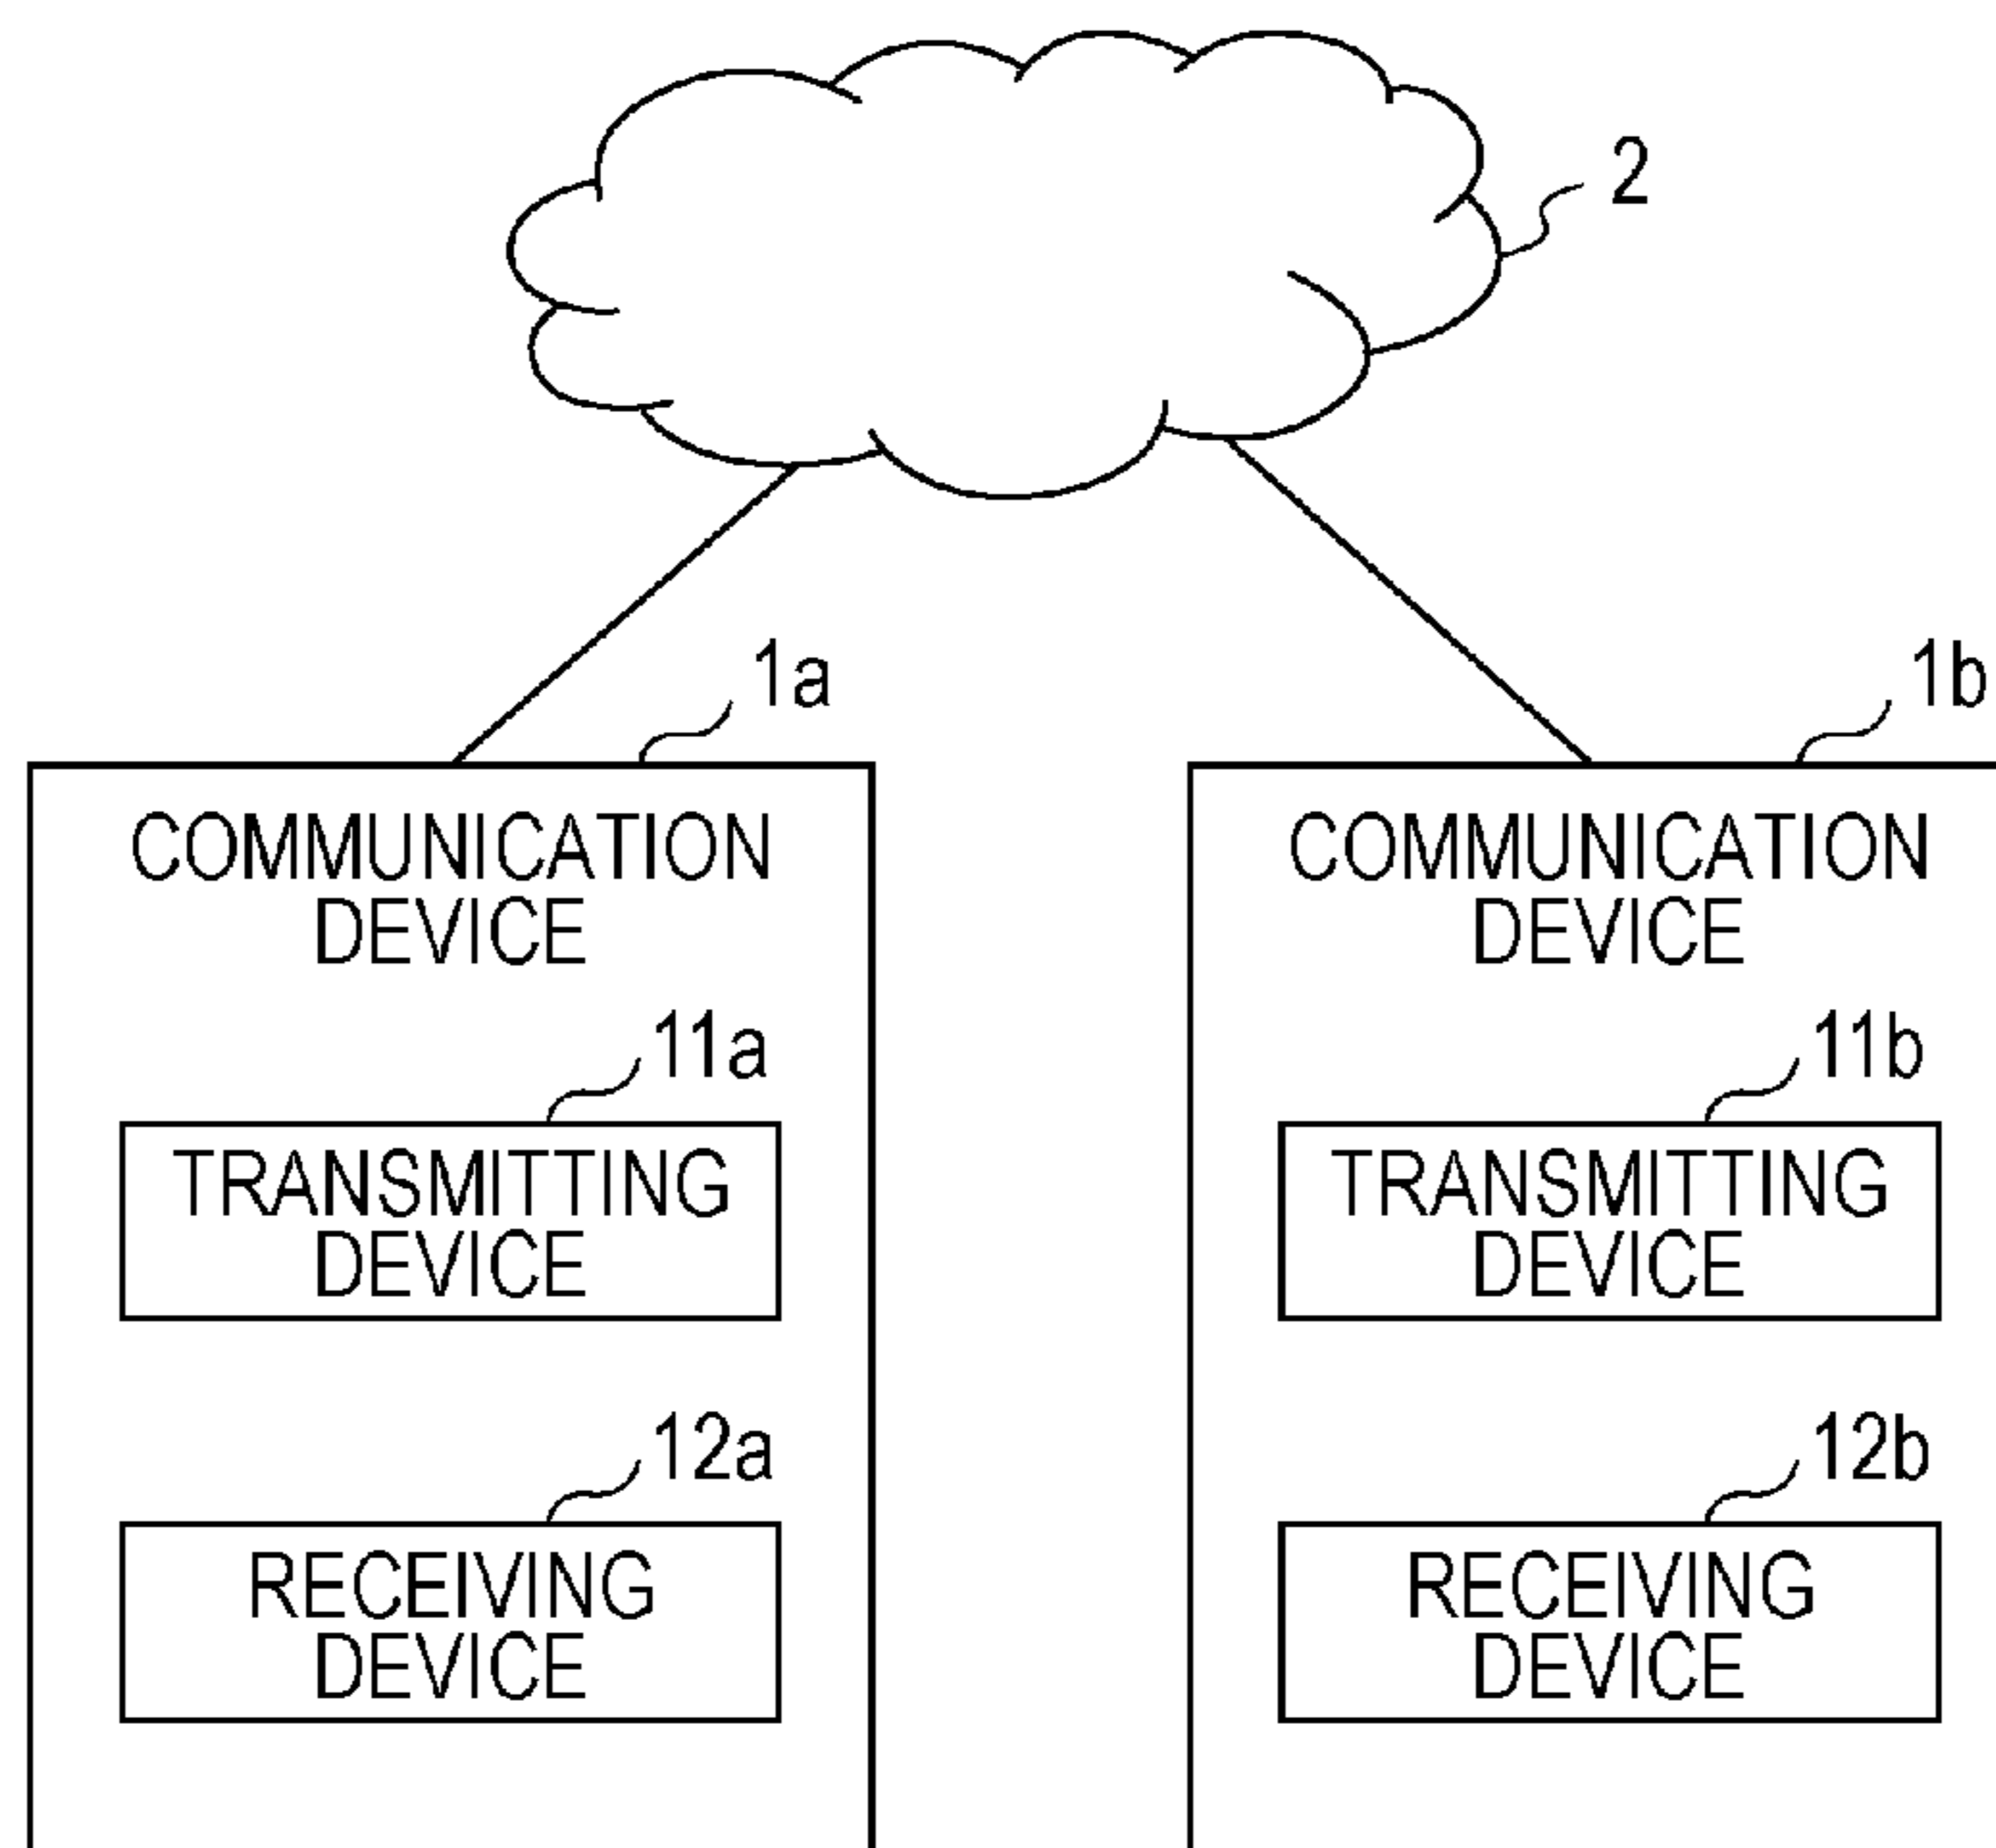 2
1a
1b
COMMUNICATION
DEVICE
COMMUNICATION
DEVICE
11a
11b
TRANSMITTING
DEVICE
TRANSMITTING
DEVICE
12a
12b
RECEIVING
DEVICE
RECEIVING
DEVICE